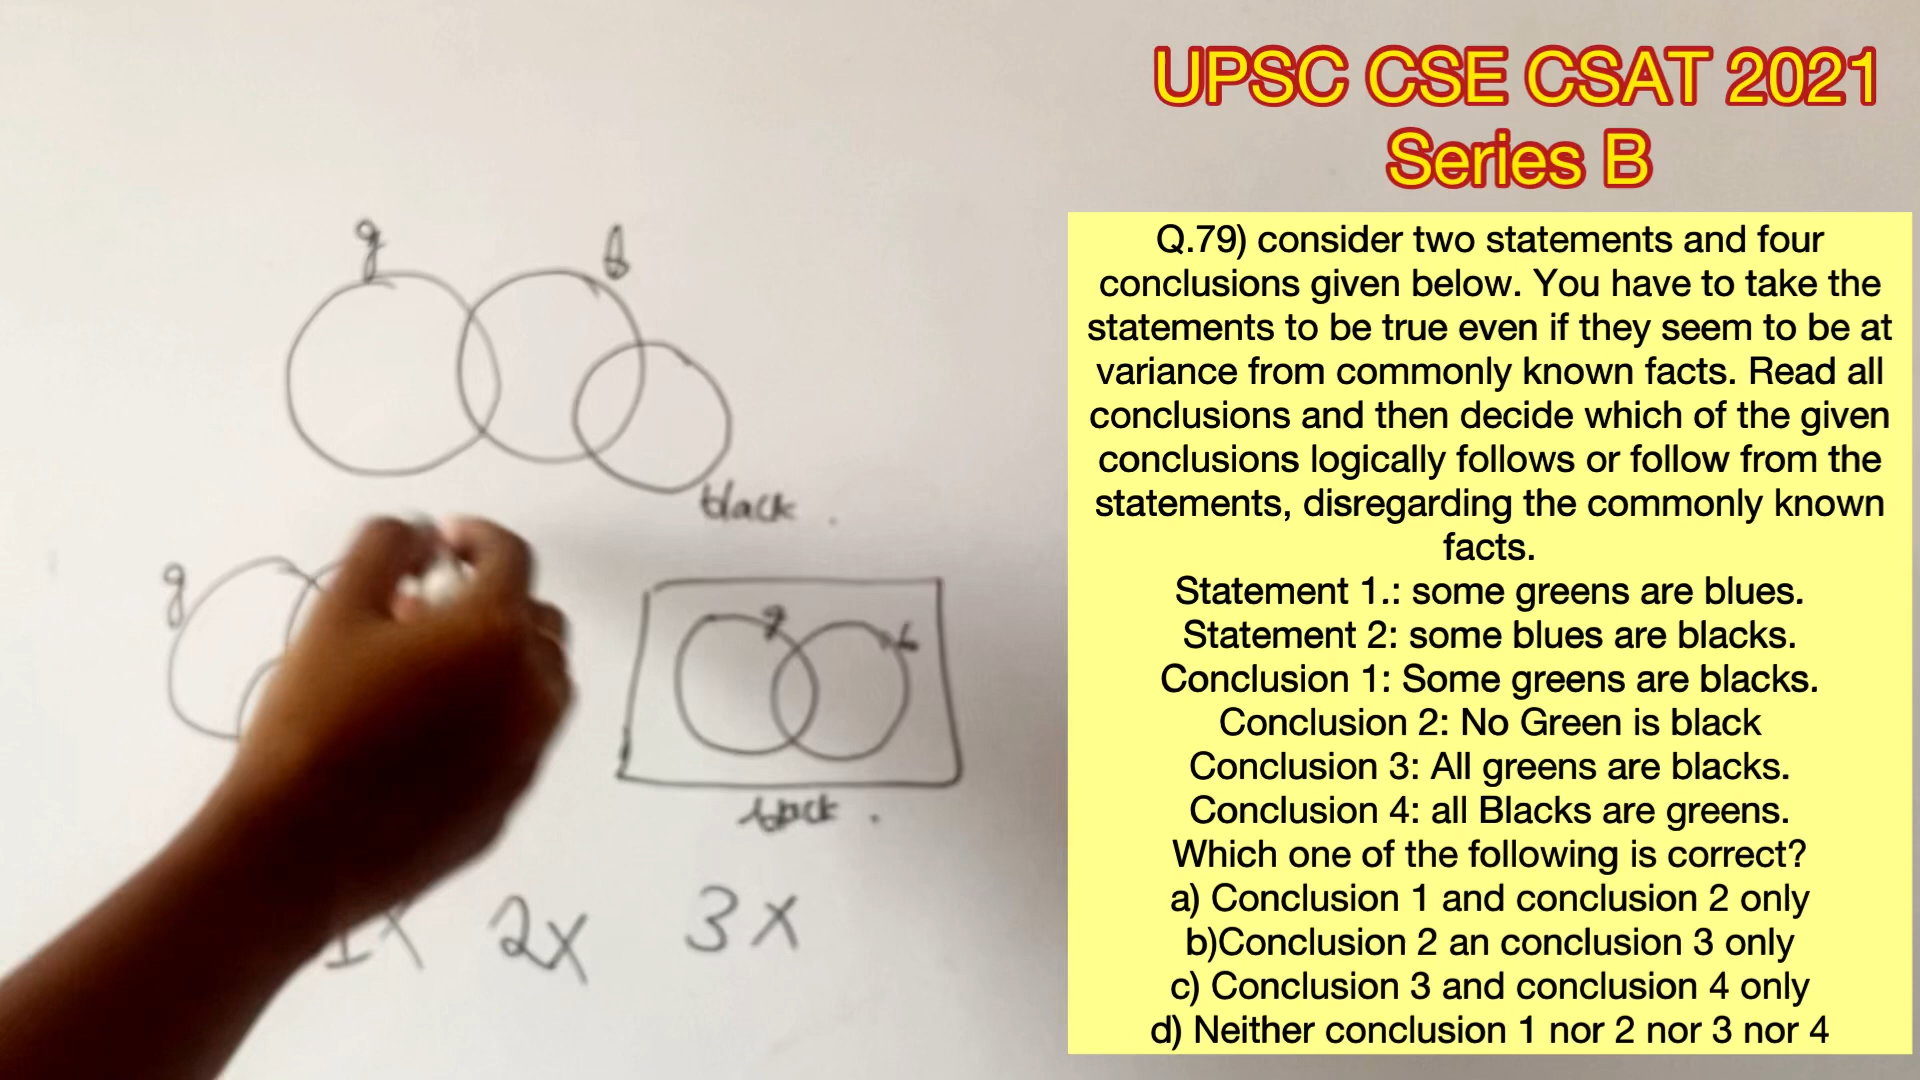 UPSC CSE CSAT 2021
Series B
Q.79) consider two statements and four
conclusions given below. You have to take the
statements to be true even if they seem to be at
variance from commonly known facts. Read all
conclusions and then decide which of the given
conclusions logically follows or follow from the
statements, disregarding the commonly known
facts.
Statement 1.: some greens are blues.
Statement 2: some blues are blacks.
Conclusion 1: Some greens are blacks.
Conclusion 2: No Green is black
Conclusion 3: All greens are blacks.
Conclusion 4: all Blacks are greens.
Which one of the following is correct?
a) Conclusion 1 and conclusion 2 only
b)Conclusion 2 an conclusion 3 only
c) Conclusion 3 and conclusion 4 only
d) Neither conclusion 1 nor 2 nor 3 nor 4
g
b
black .
g
g
b
black .
1X 2X 3X